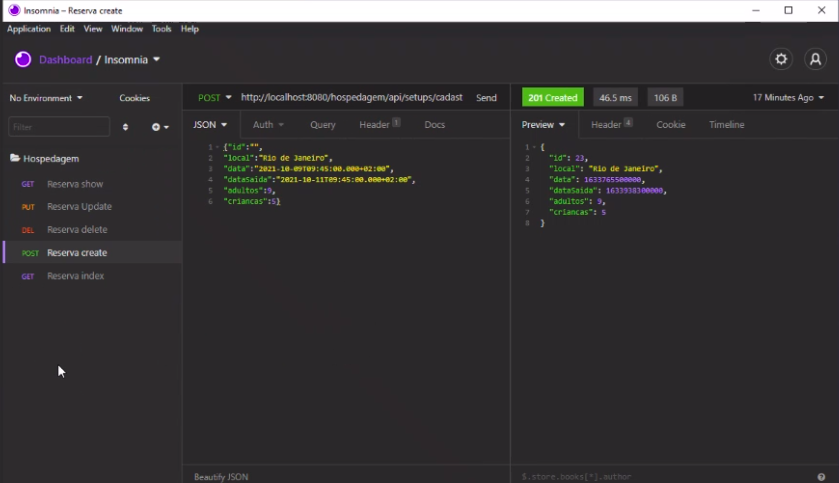 Insomnia – Reserva create
Application Edit View Window Tools Help
Dashboard / Insomnia
No Environment Cookies
POST http://localhost:8080/hospedagem/api/setups/cadast Send
201 Created 46.5 ms 106 B 17 Minutes Ago
Filter
JSON Auth Query Header 1 Docs
Preview Header 4 Cookie Timeline
Hospedagem
GET Reserva show
PUT Reserva Update
DEL Reserva delete
POST Reserva create
GET Reserva index
1 {"id":"",
2 "local":"Rio de Janeiro",
3 "data":"2021-10-09T09:45:00.000+02:00",
4 "dataSaida":"2021-10-11T09:45:00.000+02:00",
5 "adultos":9,
6 "criancas":5}
1 {
2 "id": 23,
3 "local": "Rio de Janeiro",
4 "data": 1633765500000,
5 "dataSaida": 1633938300000,
6 "adultos": 9,
7 "criancas": 5
8 }
Beautify JSON
$.store.books[*].author